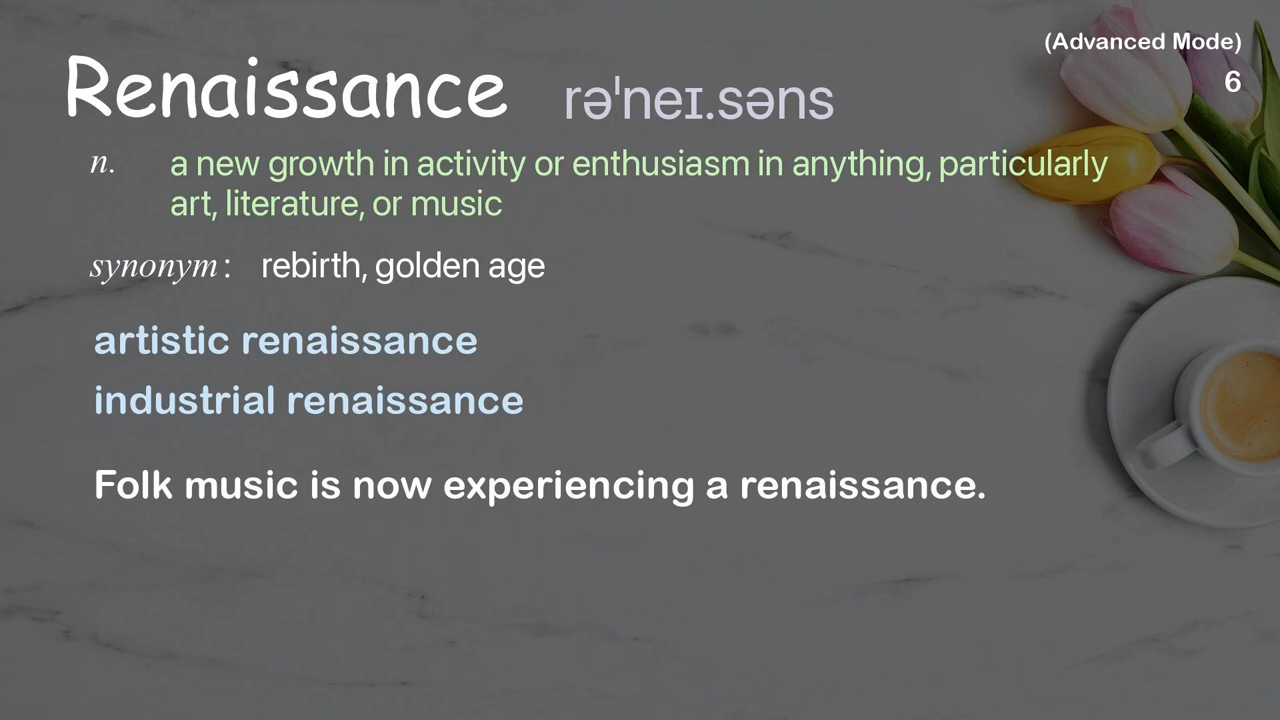 (Advanced Mode)
6
Renaissance rəˈneɪ.səns
n. a new growth in activity or enthusiasm in anything, particularly
art, literature, or music
synonym: rebirth, golden age
artistic renaissance
industrial renaissance
Folk music is now experiencing a renaissance.